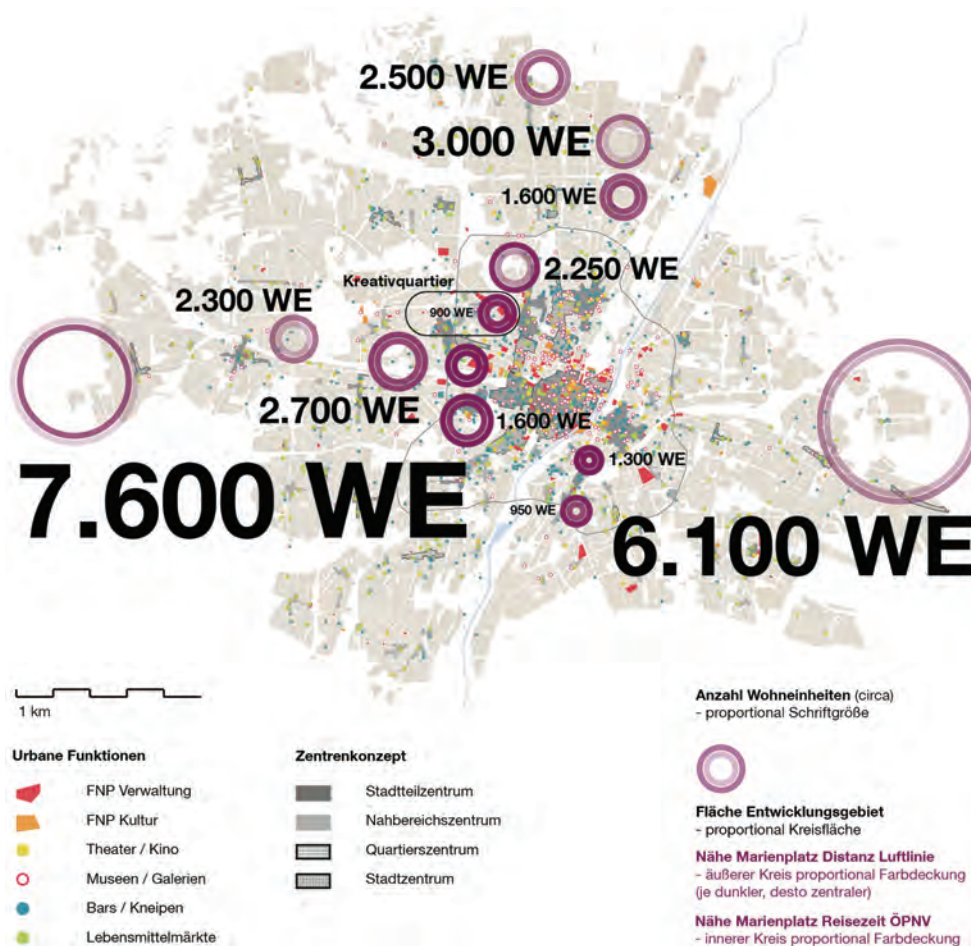 2.500 WE
3.000 WE
1.600 WE
2.250 WE
Kreativquartier
2.300 WE
900 WE
2.700 WE
1.600 WE
7.600 WE
1.300 WE
950 WE
6.100 WE
1 km
Urbane Funktionen
FNP Verwaltung
FNP Kultur
Theater / Kino
Museen / Galerien
Bars / Kneipen
Lebensmittelmärkte
Zentrenkonzept
Stadtteilzentrum
Nahbereichszentrum
Quartierszentrum
Stadtzentrum
Anzahl Wohneinheiten (circa)
- proportional Schriftgröße
Fläche Entwicklungsgebiet
- proportional Kreisfläche
Nähe Marienplatz Distanz Luftlinie
- äußerer Kreis proportional Farbdeckung
(je dunkler, desto zentraler)
Nähe Marienplatz Reisezeit ÖPNV
- innerer Kreis proportional Farbdeckung